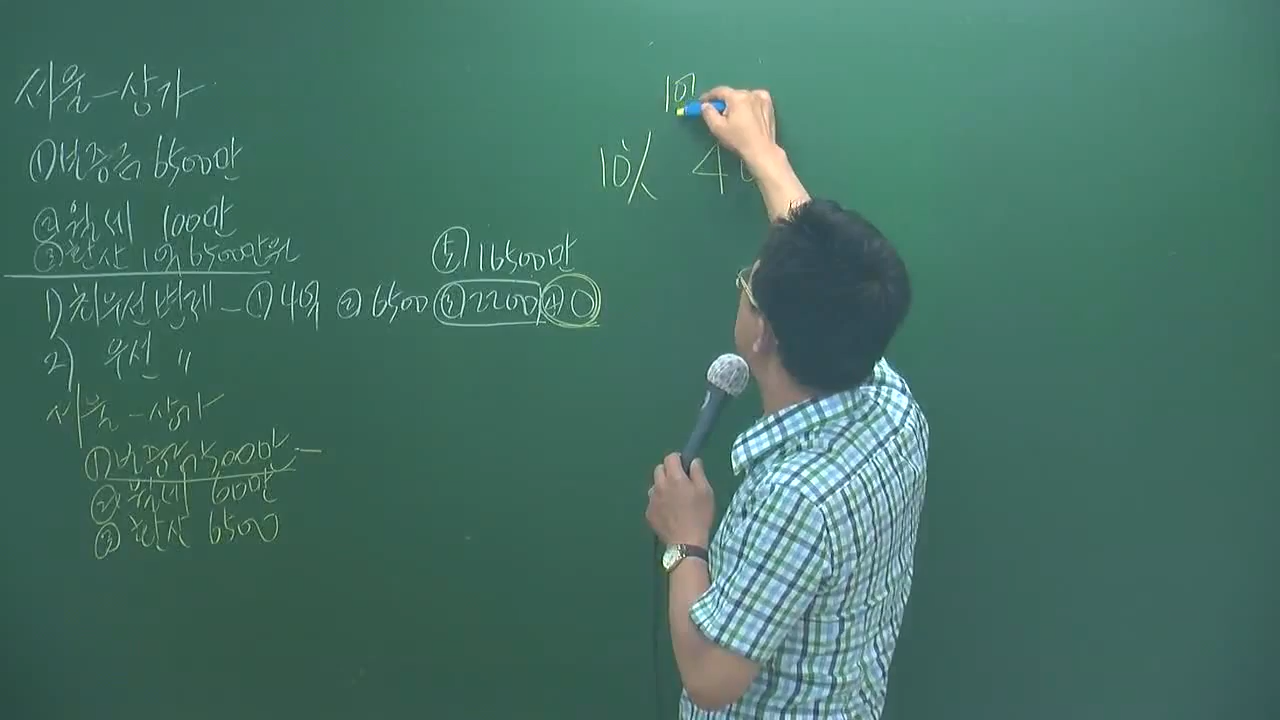 서울-상가
① 보증금 6500만
② 월세 100만
③ 환산 1억 6500만원
1) 최우선변제 - ① 4억 ② 6500 ③ 2200 ④ 0
⑤ 16500만
2) 우선 〃
서울-상가
① 보증금 5000만 -
② 월세 60만
③ 환산 6500
10% 4